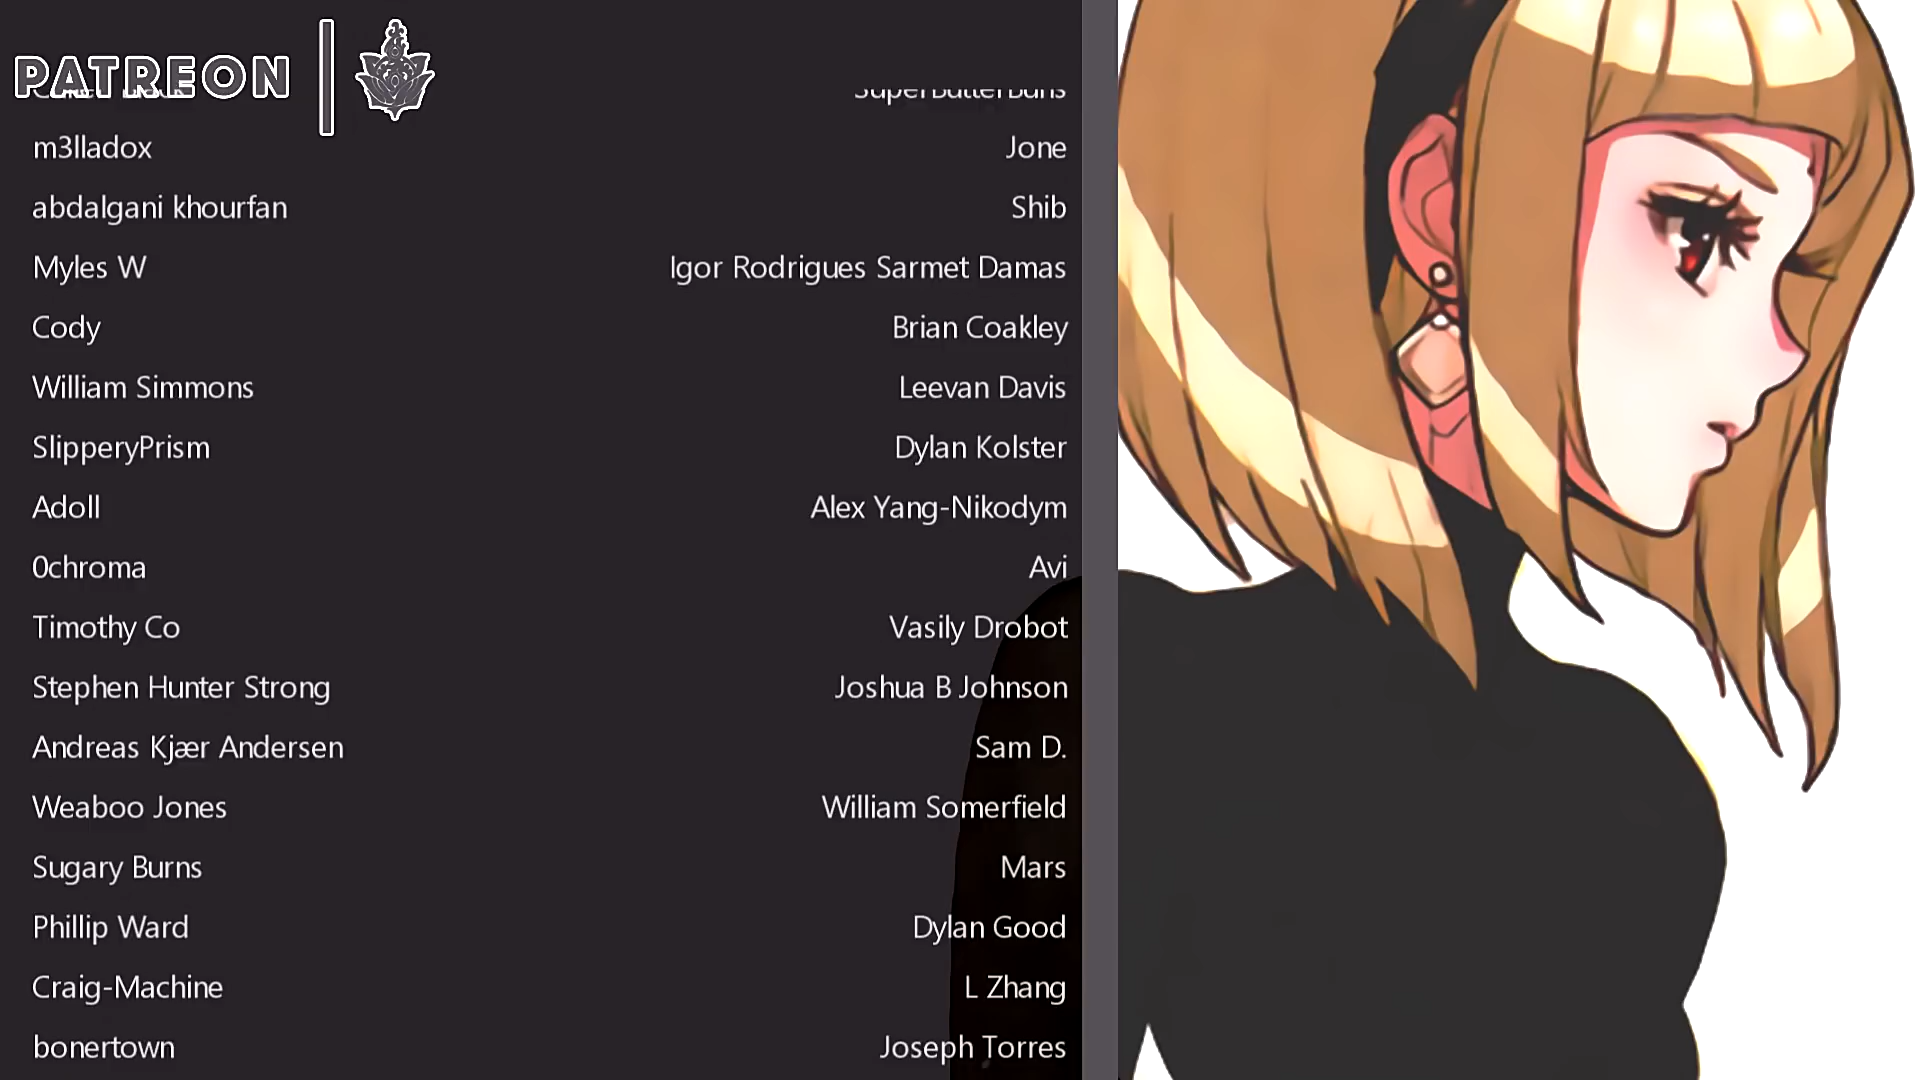 PATREON
SuperButterBuns
m3lladox
Jone
abdalgani khourfan
Shib
Myles W
Igor Rodrigues Sarmet Damas
Cody
Brian Coakley
William Simmons
Leevan Davis
SlipperyPrism
Dylan Kolster
Adoll
Alex Yang-Nikodym
0chroma
Avi
Timothy Co
Vasily Drobot
Stephen Hunter Strong
Joshua B Johnson
Andreas Kjær Andersen
Sam D.
Weaboo Jones
William Somerfield
Sugary Burns
Mars
Phillip Ward
Dylan Good
Craig-Machine
L Zhang
bonertown
Joseph Torres